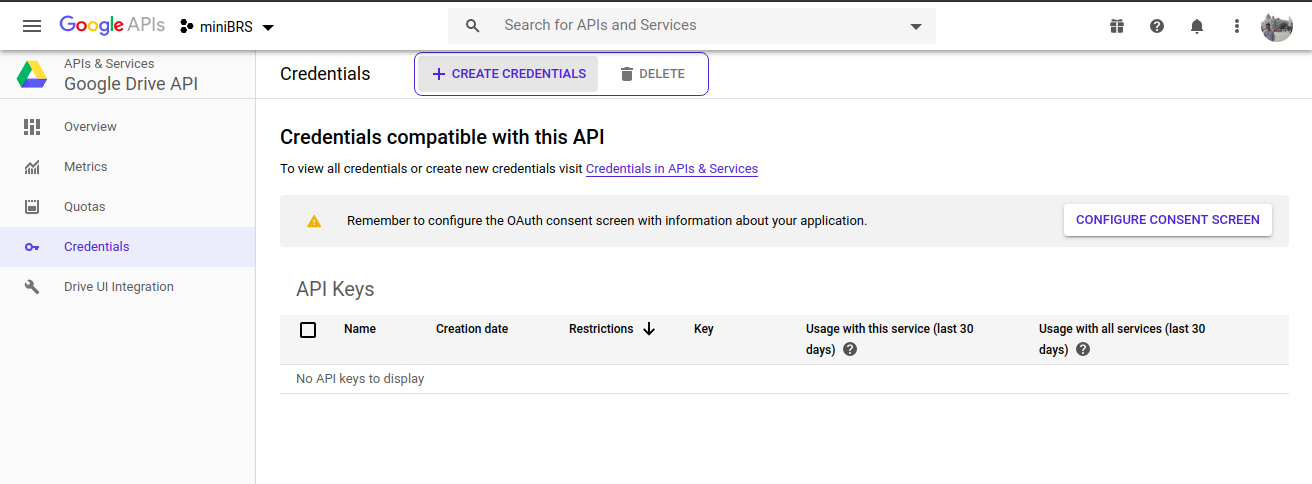 Google APIs miniBRS Search for APIs and Services
APIs & Services
Google Drive API
Credentials CREATE CREDENTIALS DELETE
Overview
Metrics
Quotas
Credentials
Drive UI Integration
Credentials compatible with this API
To view all credentials or create new credentials visit Credentials in APIs & Services
Remember to configure the OAuth consent screen with information about your application. CONFIGURE CONSENT SCREEN
API Keys
Name Creation date Restrictions Key Usage with this service (last 30 days) Usage with all services (last 30 days)
No API keys to display